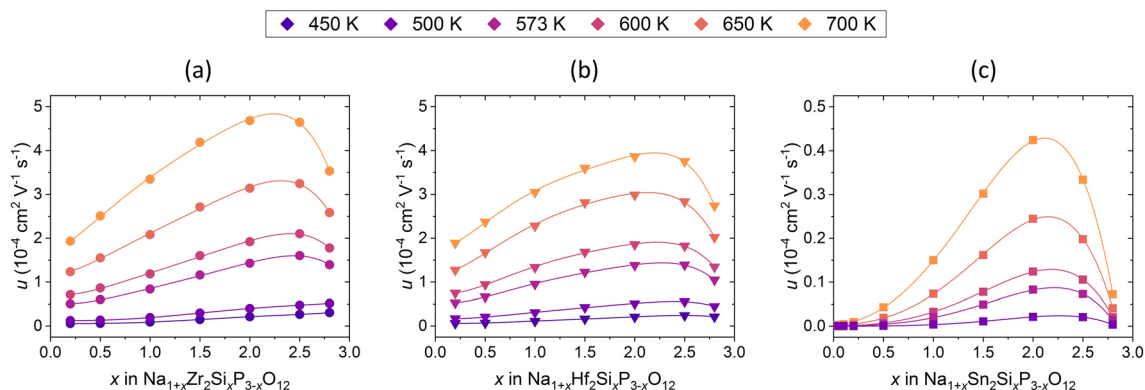 450 K 500 K 573 K 600 K 650 K 700 K
(a) (b) (c)
u (10⁻⁴ cm² V⁻¹ s⁻¹)
5
4
3
2
1
0
0.0 0.5 1.0 1.5 2.0 2.5 3.0
x in Na₁₊ₓZr₂SiₓP₃₋ₓO₁₂
u (10⁻⁴ cm² V⁻¹ s⁻¹)
5
4
3
2
1
0
0.0 0.5 1.0 1.5 2.0 2.5 3.0
x in Na₁₊ₓHf₂SiₓP₃₋ₓO₁₂
u (10⁻⁴ cm² V⁻¹ s⁻¹)
0.5
0.4
0.3
0.2
0.1
0.0
0.0 0.5 1.0 1.5 2.0 2.5 3.0
x in Na₁₊ₓSn₂SiₓP₃₋ₓO₁₂